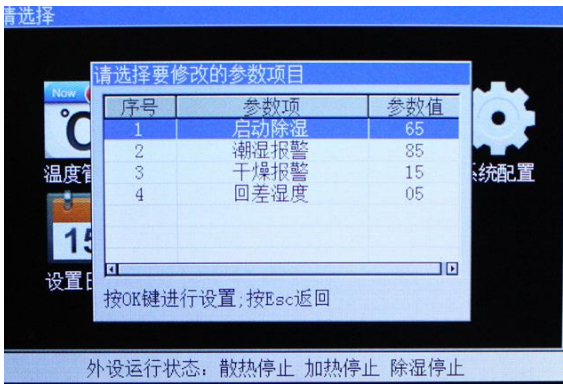 请选择
请选择要修改的参数项目
序号 参数项 参数值
1 启动除湿 65
2 潮湿报警 85
3 干燥报警 15
4 回差湿度 05
按OK键进行设置;按Esc返回
Now
°C
温度管
系统配置
15
设置日
外设运行状态: 散热停止 加热停止 除湿停止